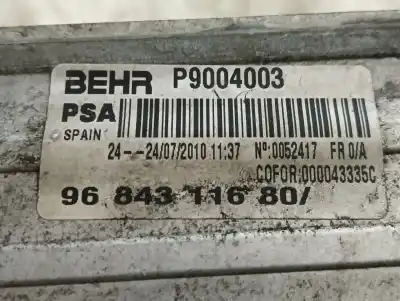 BEHR P9004003
PSA
SPAIN
24--24/07/2010 11:37 Nº:0052417 FR 0/A
COFOR:000043335C
96 843 116 80/